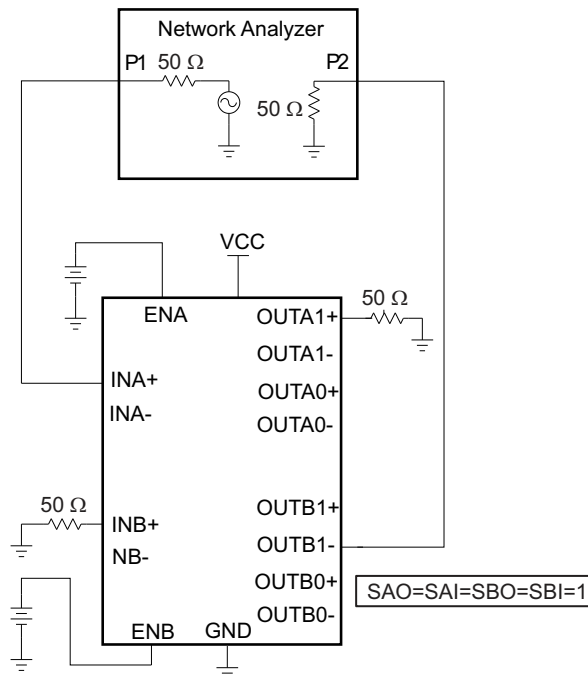 Network Analyzer
P1
50 Ω
P2
50 Ω
VCC
ENA
50 Ω
OUTA1+
OUTA1-
INA+
OUTA0+
INA-
OUTA0-
50 Ω
OUTB1+
INB+
OUTB1-
NB-
OUTB0+
SAO=SAI=SBO=SBI=1
OUTB0-
ENB
GND